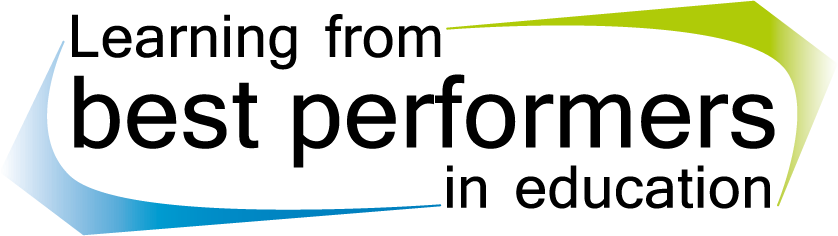 Learning from
best performers
in education